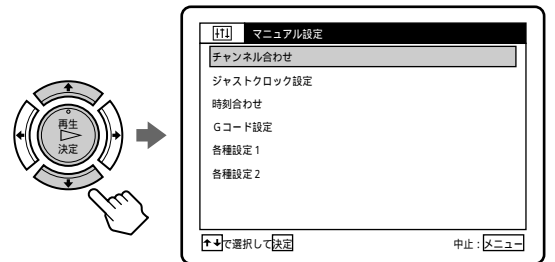 再生
決定
マニュアル設定
チャンネル合わせ
ジャストクロック設定
時刻合わせ
Gコード設定
各種設定1
各種設定2
↑↓で選択して決定
中止:メニュー